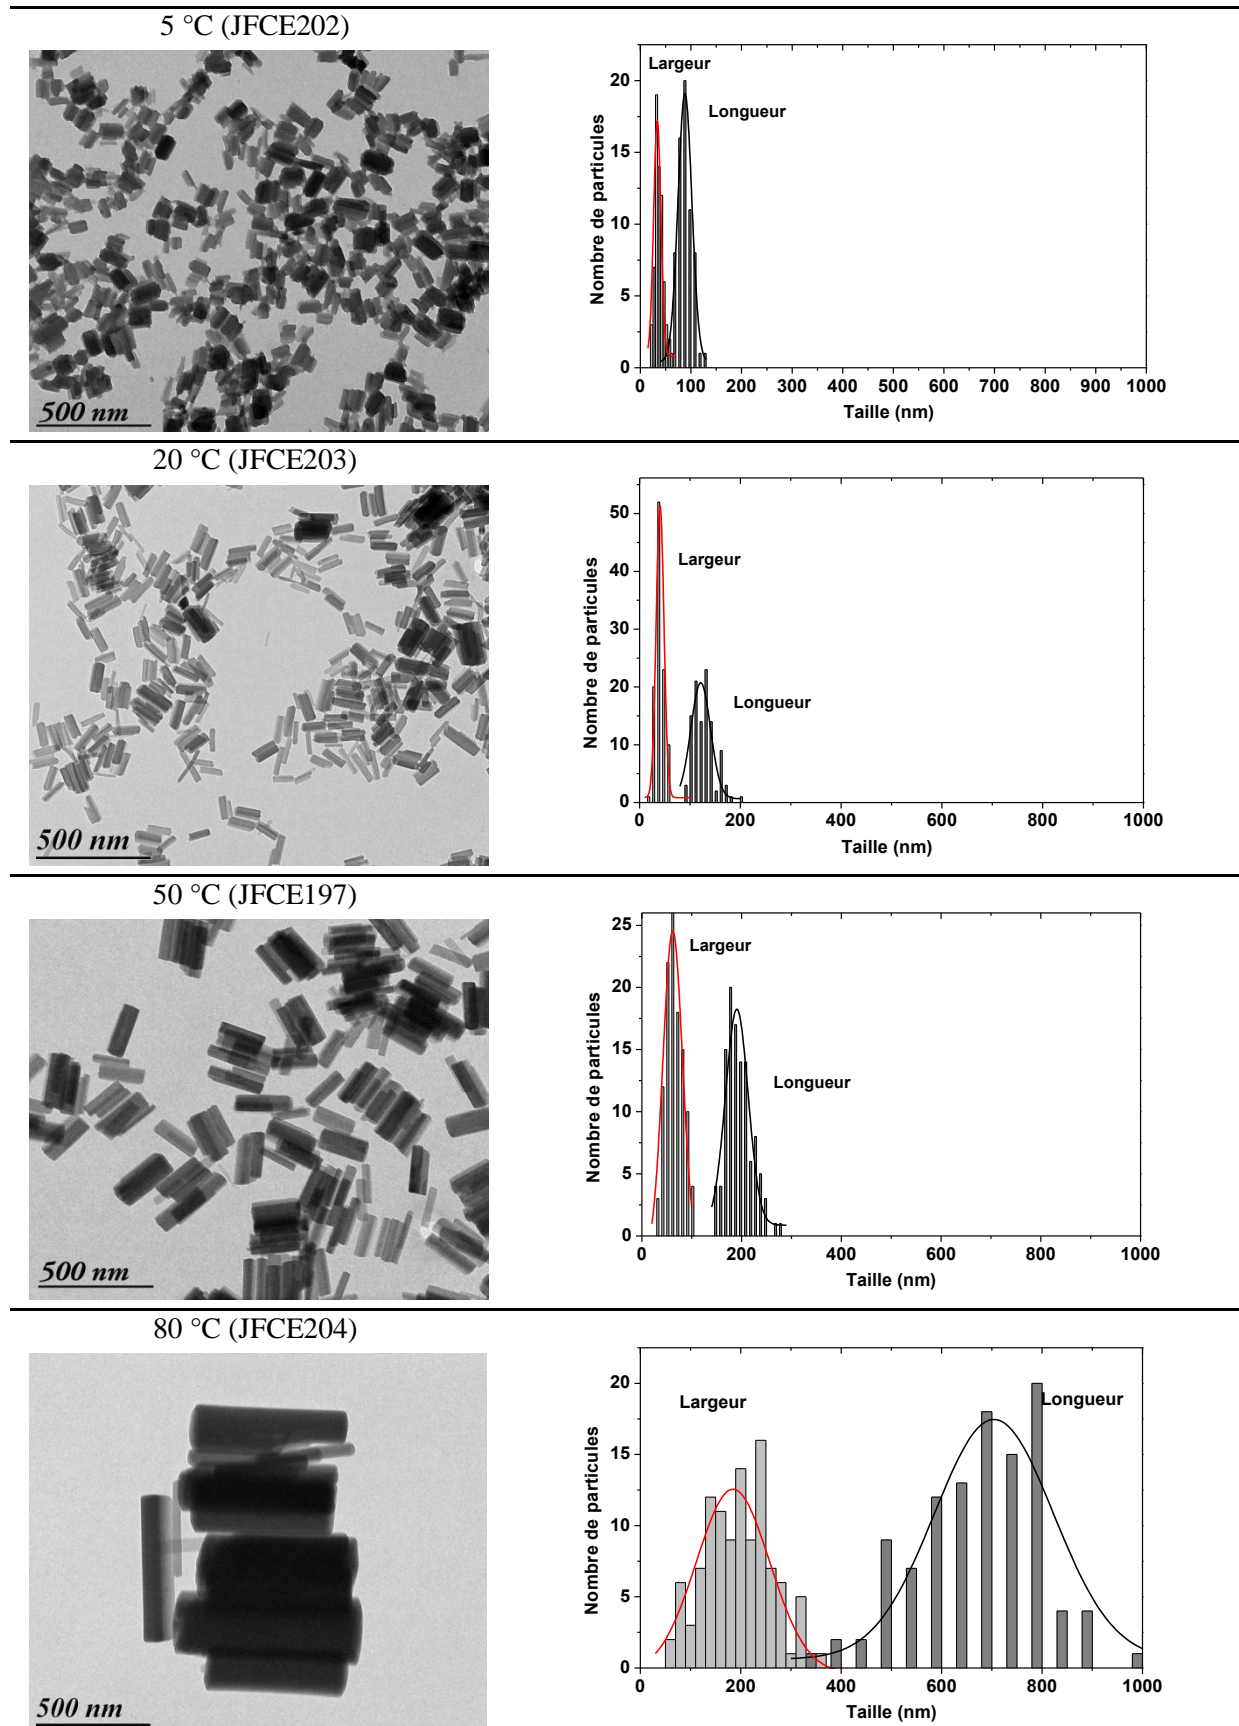 5 °C (JFCE202)
500 nm
Nombre de particules
20
15
10
5
0
Largeur
Longueur
0 100 200 300 400 500 600 700 800 900 1000
Taille (nm)
20 °C (JFCE203)
500 nm
Nombre de particules
50
40
30
20
10
0
Largeur
Longueur
0 200 400 600 800 1000
Taille (nm)
50 °C (JFCE197)
500 nm
Nombre de particules
25
20
15
10
5
0
Largeur
Longueur
0 200 400 600 800 1000
Taille (nm)
80 °C (JFCE204)
500 nm
Nombre de particules
20
15
10
5
0
Largeur
Longueur
0 200 400 600 800 1000
Taille (nm)